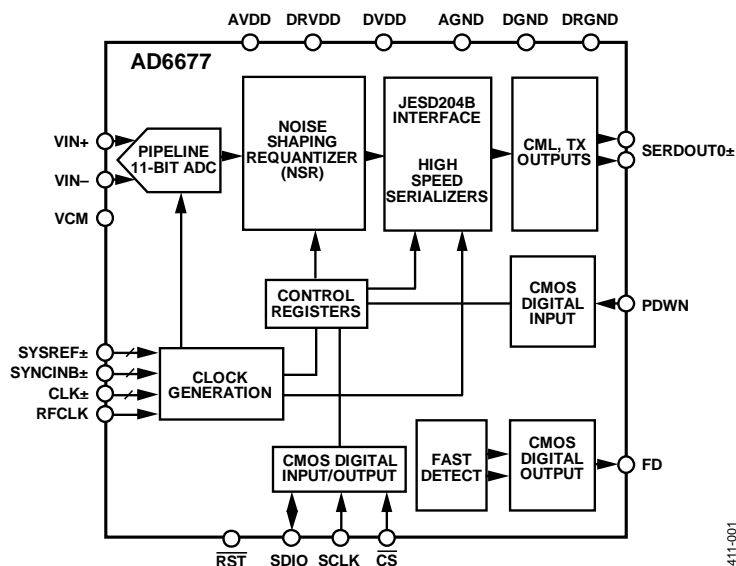 AVDD DRVDD DVDD AGND DGND DRGND
AD6677
VIN+
VIN–
VCM
PIPELINE
11-BIT ADC
NOISE
SHAPING
REQUANTIZER
(NSR)
JESD204B
INTERFACE
HIGH
SPEED
SERIALIZERS
CML, TX
OUTPUTS
SERDOUT0±
CONTROL
REGISTERS
CMOS
DIGITAL
INPUT
PDWN
SYSREF±
SYNCINB±
CLK±
RFCLK
CLOCK
GENERATION
CMOS DIGITAL
INPUT/OUTPUT
FAST
DETECT
CMOS
DIGITAL
OUTPUT
FD
RST SDIO SCLK CS
411-001